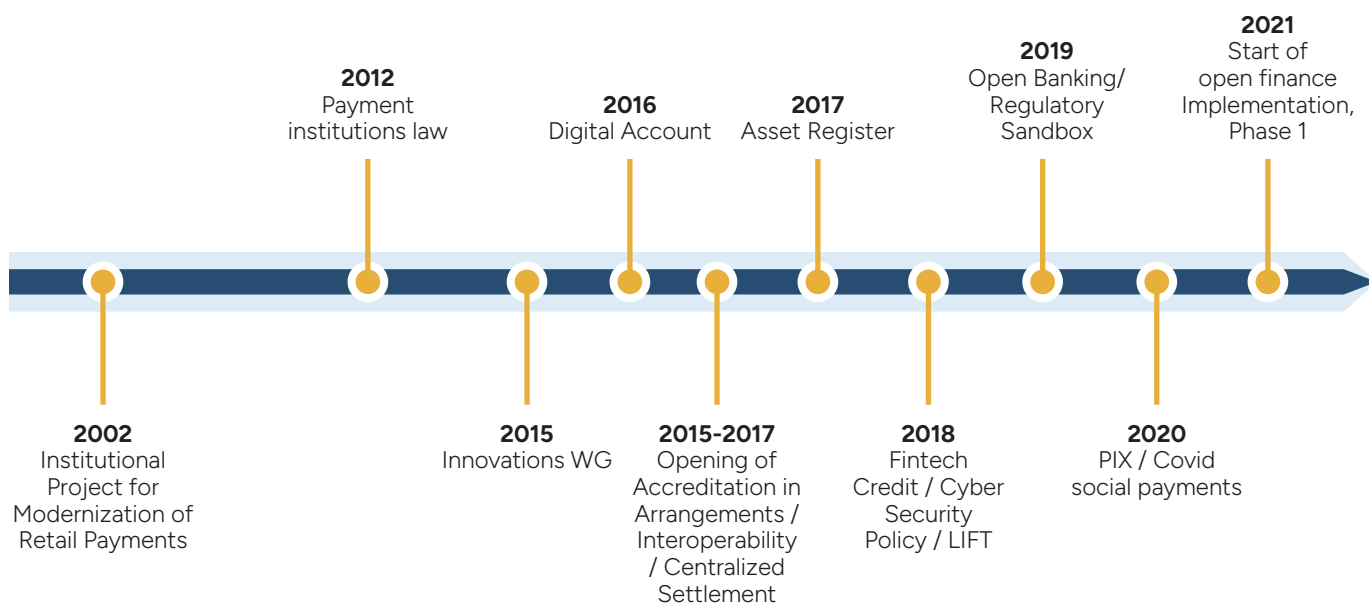 2012
Payment
institutions law
2016
Digital Account
2017
Asset Register
2019
Open Banking/
Regulatory
Sandbox
2021
Start of
open finance
Implementation,
Phase 1
2002
Institutional
Project for
Modernization of
Retail Payments
2015
Innovations WG
2015-2017
Opening of
Accreditation in
Arrangements /
Interoperability
/ Centralized
Settlement
2018
Fintech
Credit / Cyber
Security
Policy / LIFT
2020
PIX / Covid
social payments